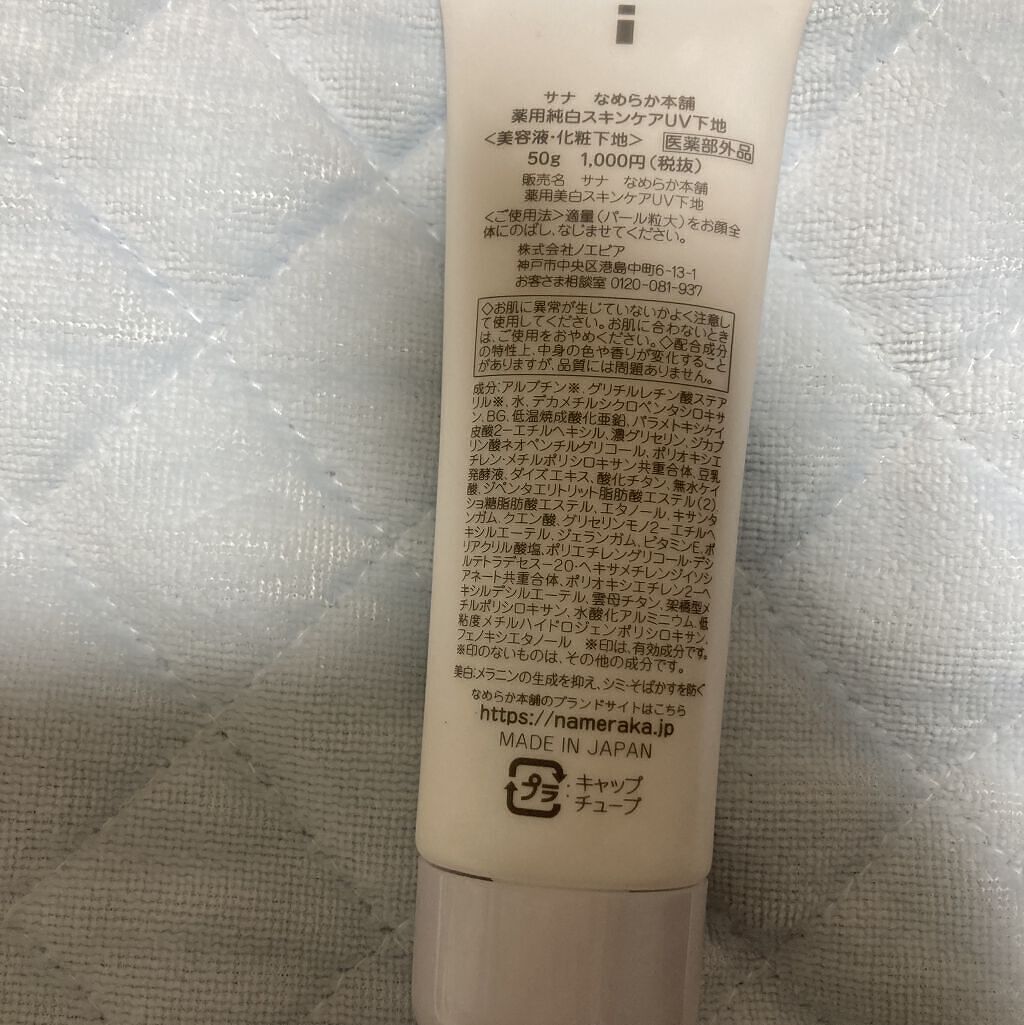 サナ なめらか本舗
薬用純白スキンケアUV下地
<美容液・化粧下地> 医薬部外品
50g 1,000円(税抜)
販売名 サナ なめらか本舗
薬用美白スキンケアUV下地
<ご使用法>適量(パール粒大)をお顔全
体にのばし、なじませてください。
株式会社ノエビア
神戸市中央区港島中町6-13-1
お客さま相談室 0120-081-937
◇お肌に異常が生じていないかよく注意し
て使用してください。お肌に合わないとき
は、ご使用をおやめください。◇配合成分
の特性上、中身の色や香りが変化すること
がありますが、品質には問題ありません。
成分:アルブチン※、グリチルレチン酸ステア
リル※、水、デカメチルシクロペンタシロキサ
ン、BG、低温焼成酸化亜鉛、パラメトキシケイ
皮酸2ーエチルヘキシル、濃グリセリン、ジカプ
リン酸ネオペンチルグリコール、ポリオキシエ
チレン・メチルポリシロキサン共重合体、豆乳
発酵液、ダイズエキス、酸化チタン、無水ケイ
酸、ジペンタエリトリット脂肪酸エステル(2)、
ショ糖脂肪酸エステル、エタノール、キサンタ
ンガム、クエン酸、グリセリンモノ2ーエチルヘ
キシルエーテル、ジェランガム、ビタミンE、ポ
リアクリル酸塩、ポリエチレングリコール・デシ
ルテトラデセスー20・ヘキサメチレンジイソシ
アネート共重合体、ポリオキシエチレン2ーヘ
キシルデシルエーテル、雲母チタン、架橋型メ
チルポリシロキサン、水酸化アルミニウム、低
粘度メチルハイドロジェンポリシロキサン、
フェノキシエタノール ※印は、有効成分です。
※印のないものは、その他の成分です。
美白:メラニンの生成を抑え、シミ・そばかすを防ぐ
なめらか本舗のブランドサイトはこちら
https://nameraka.jp
MADE IN JAPAN
プラ:キャップ
チューブ